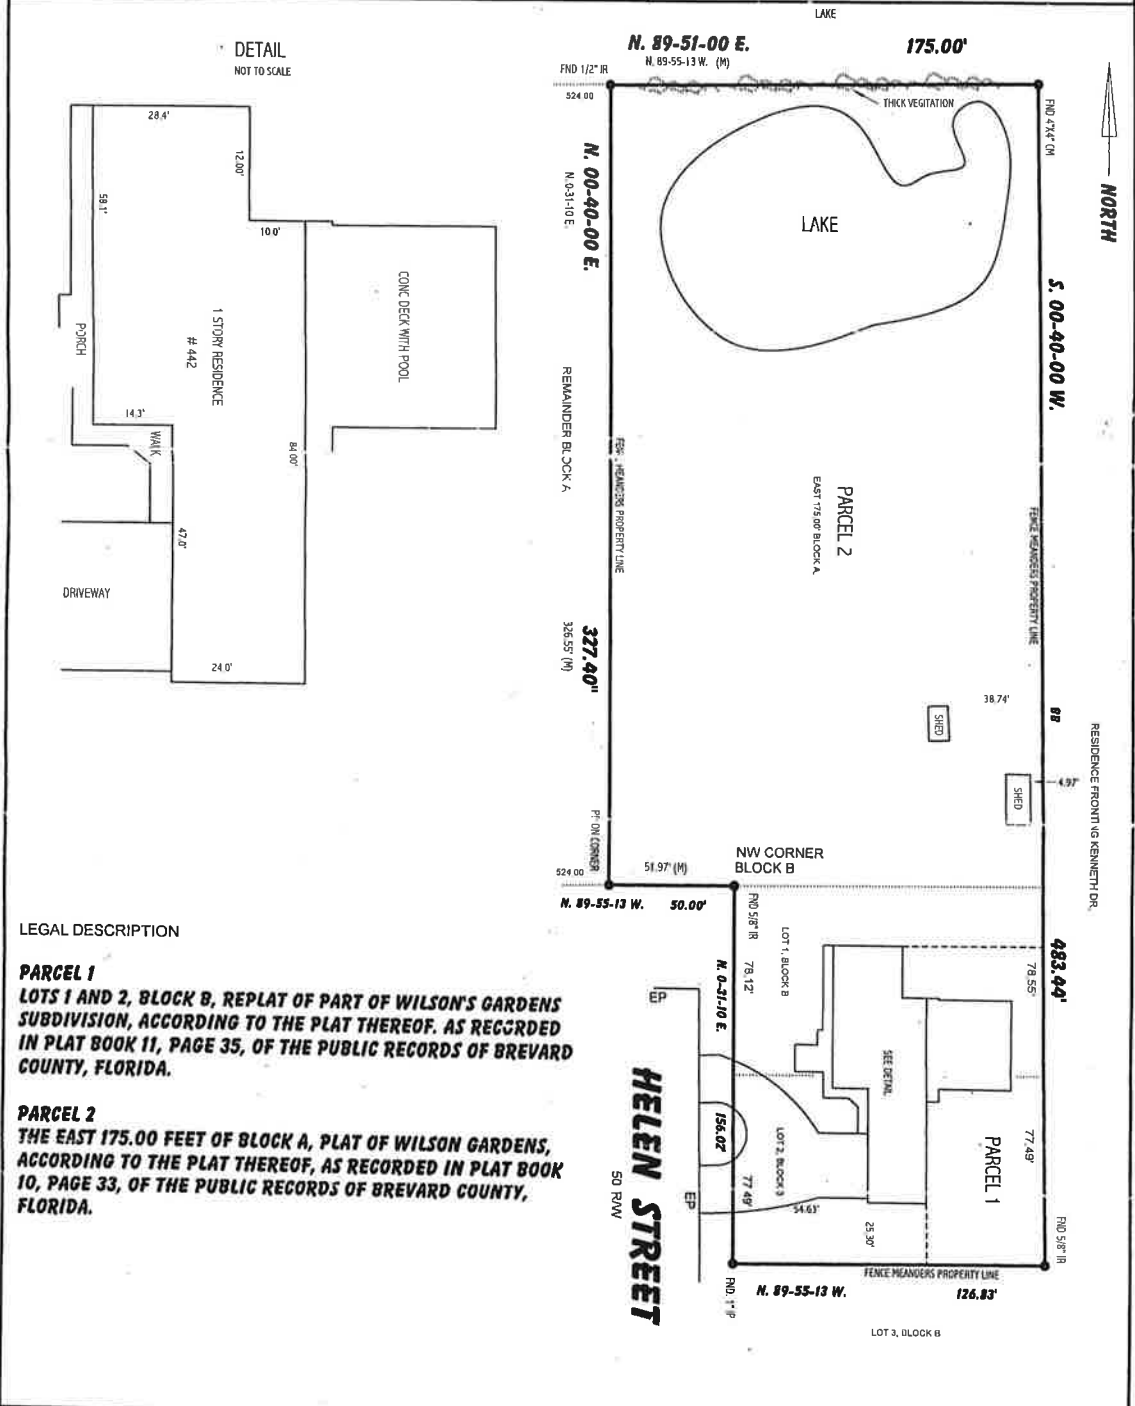 LAKE
N. 89-51-00 E.
175.00'
N. 89-55-13 W. (M)
DETAIL
NOT TO SCALE
FND 1/2" IR
524.00
THICK VEGITATION
FND 4"X4" CM
NORTH
28.4'
12.00'
58.1'
10.0'
N. 00-40-00 E.
N. 0-31-10 E.
LAKE
S. 00-40-00 W.
CONC DECK WITH POOL
1 STORY RESIDENCE
# 442
PORCH
14.3'
WALK
84.00'
47.0'
DRIVEWAY
24.0'
REMAINDER BLOCK A
MEANDERS PROPERTY LINE
PARCEL 2
EAST 175.00' BLOCK A
FENCE MEANDERS PROPERTY LINE
327.40"
326.55' (M)
38.74'
SHED
BB
RESIDENCE FRONTING KENNETH DR.
4.97'
SHED
ON CORNER
524.00
51.97' (M)
NW CORNER
BLOCK B
N. 89-55-13 W.
50.00'
FND 5/8" IR
78.12'
LOT 1, BLOCK B
N. 0-31-10 E.
483.44'
78.55'
EP
SEE DETAIL
HELEN STREET
50 R/W
156.02'
LOT 2, BLOCK B
77.49'
77.49'
PARCEL 1
EP
54.63'
25.30'
FND 5/8" IR
FENCE MEANDERS PROPERTY LINE
FND. 1" IP
N. 89-55-13 W.
126.83'
LOT 3, BLOCK B
LEGAL DESCRIPTION
PARCEL 1
LOTS 1 AND 2, BLOCK B, REPLAT OF PART OF WILSON'S GARDENS
SUBDIVISION, ACCORDING TO THE PLAT THEREOF. AS RECORDED
IN PLAT BOOK 11, PAGE 35, OF THE PUBLIC RECORDS OF BREVARD
COUNTY, FLORIDA.
PARCEL 2
THE EAST 175.00 FEET OF BLOCK A, PLAT OF WILSON GARDENS,
ACCORDING TO THE PLAT THEREOF, AS RECORDED IN PLAT BOOK
10, PAGE 33, OF THE PUBLIC RECORDS OF BREVARD COUNTY,
FLORIDA.